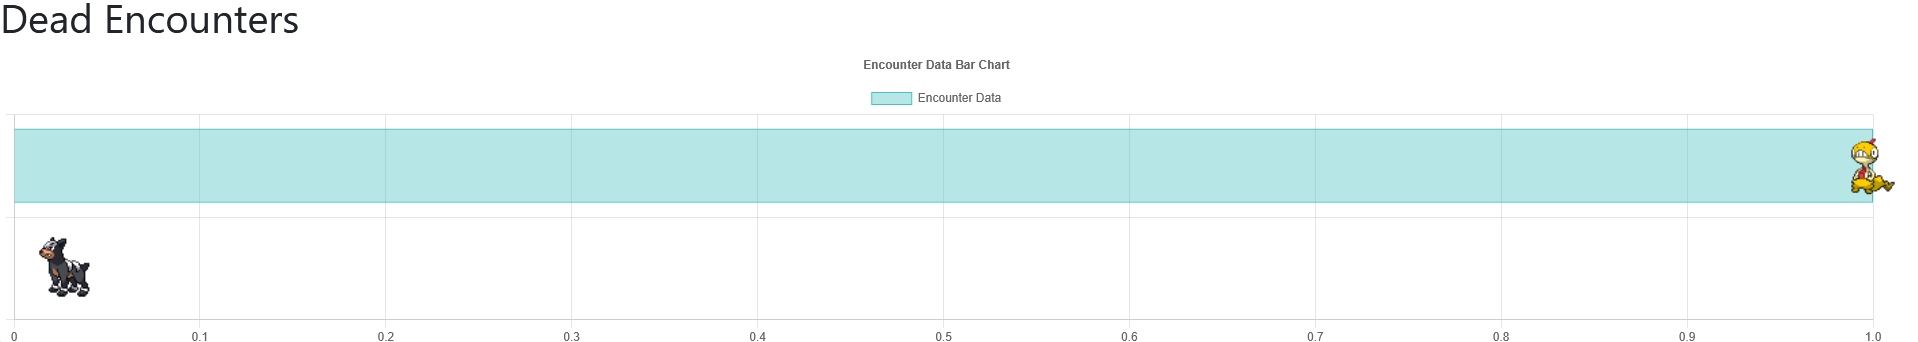 Dead Encounters
Encounter Data Bar Chart
Encounter Data
0 0.1 0.2 0.3 0.4 0.5 0.6 0.7 0.8 0.9 1.0